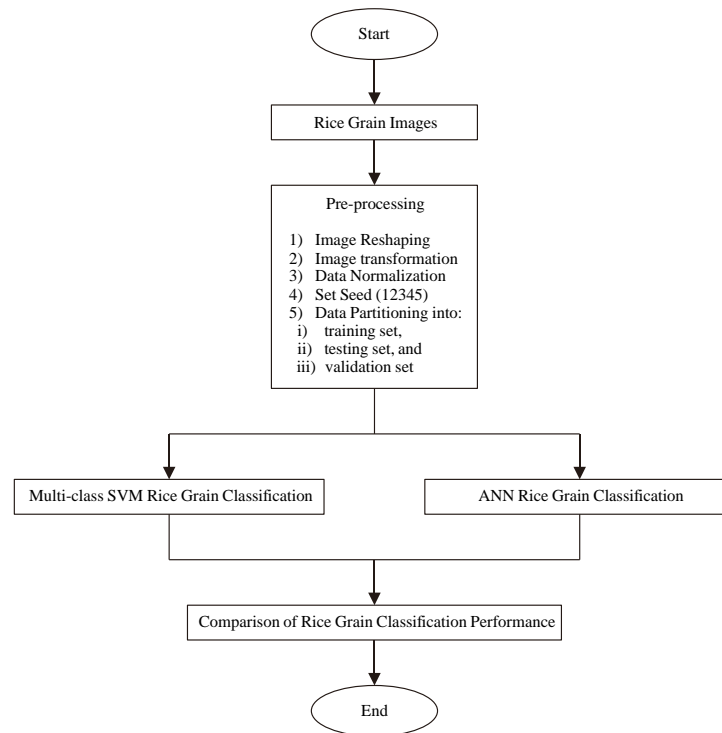 Start
Rice Grain Images
Pre-processing
1) Image Reshaping
2) Image transformation
3) Data Normalization
4) Set Seed (12345)
5) Data Partitioning into:
i) training set,
ii) testing set, and
iii) validation set
Multi-class SVM Rice Grain Classification
ANN Rice Grain Classification
Comparison of Rice Grain Classification Performance
End